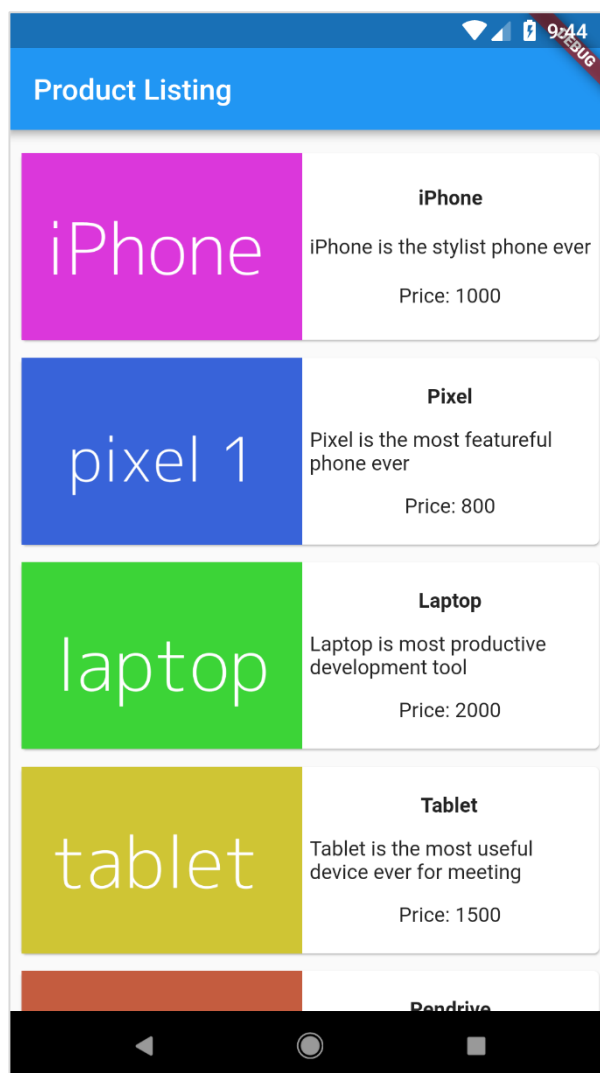 9:44
DEBUG
Product Listing
iPhone
iPhone
iPhone is the stylist phone ever
Price: 1000
pixel 1
Pixel
Pixel is the most featureful
phone ever
Price: 800
laptop
Laptop
Laptop is most productive
development tool
Price: 2000
tablet
Tablet
Tablet is the most useful
device ever for meeting
Price: 1500
Pendrive